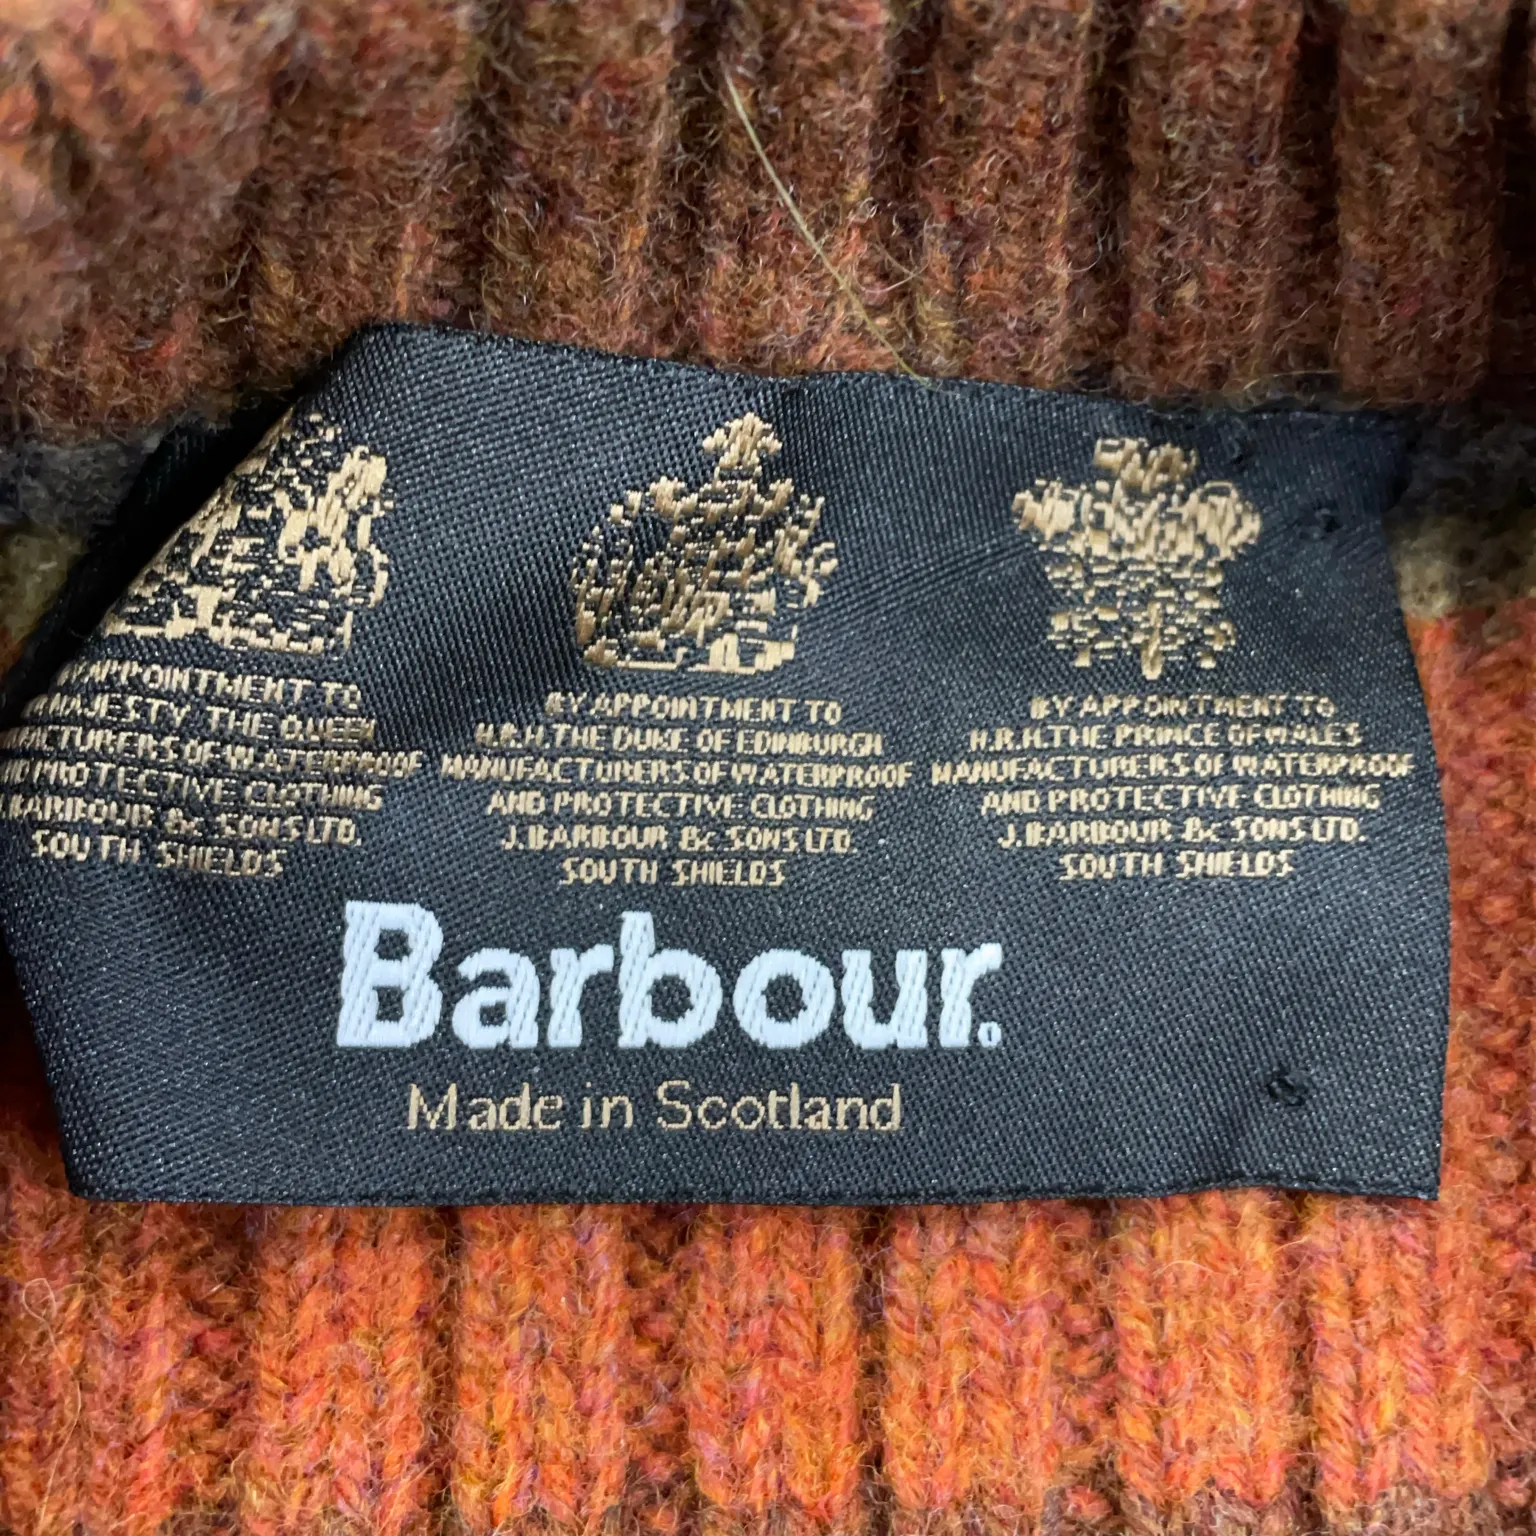 BY APPOINTMENT TO
MAJESTY THE QUEEN
MANUFACTURERS OF WATERPROOF
AND PROTECTIVE CLOTHING
J. BARBOUR & SONS LTD.
SOUTH SHIELDS
BY APPOINTMENT TO
H.R.H. THE DUKE OF EDINBURGH
MANUFACTURERS OF WATERPROOF
AND PROTECTIVE CLOTHING
J. BARBOUR & SONS LTD.
SOUTH SHIELDS
BY APPOINTMENT TO
H.R.H. THE PRINCE OF WALES
MANUFACTURERS OF WATERPROOF
AND PROTECTIVE CLOTHING
J. BARBOUR & SONS LTD.
SOUTH SHIELDS
Barbour.
Made in Scotland